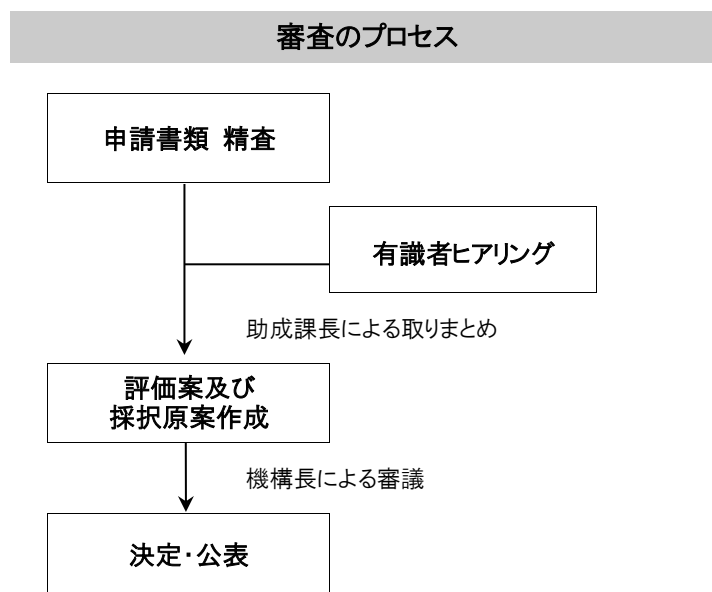 審査のプロセス
申請書類 精査
有識者ヒアリング
助成課長による取りまとめ
評価案及び
採択原案作成
機構長による審議
決定・公表